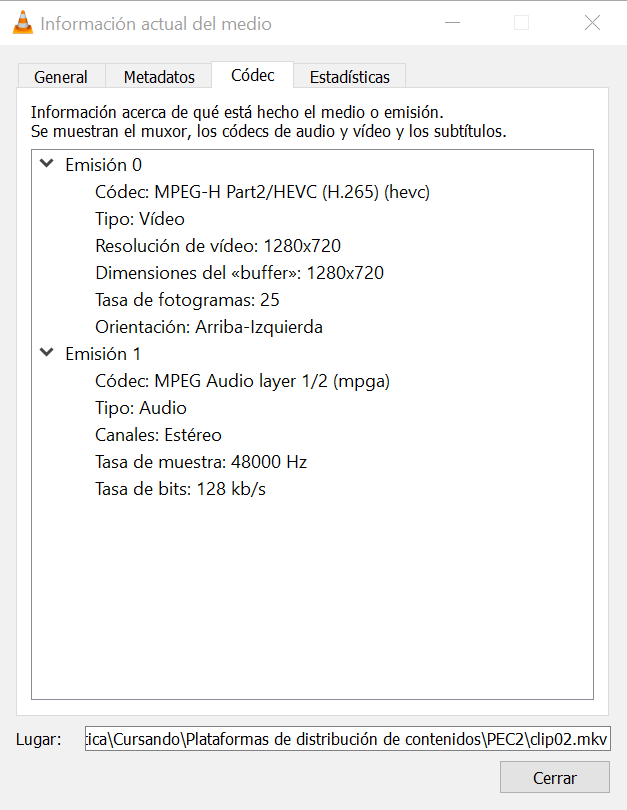 Información actual del medio
General Metadatos Códec Estadísticas
Información acerca de qué está hecho el medio o emisión.
Se muestran el muxor, los códecs de audio y vídeo y los subtítulos.
Emisión 0
Códec: MPEG-H Part2/HEVC (H.265) (hevc)
Tipo: Vídeo
Resolución de vídeo: 1280x720
Dimensiones del «buffer»: 1280x720
Tasa de fotogramas: 25
Orientación: Arriba-Izquierda
Emisión 1
Códec: MPEG Audio layer 1/2 (mpga)
Tipo: Audio
Canales: Estéreo
Tasa de muestra: 48000 Hz
Tasa de bits: 128 kb/s
Lugar: tica\Cursando\Plataformas de distribución de contenidos\PEC2\clip02.mkv
Cerrar